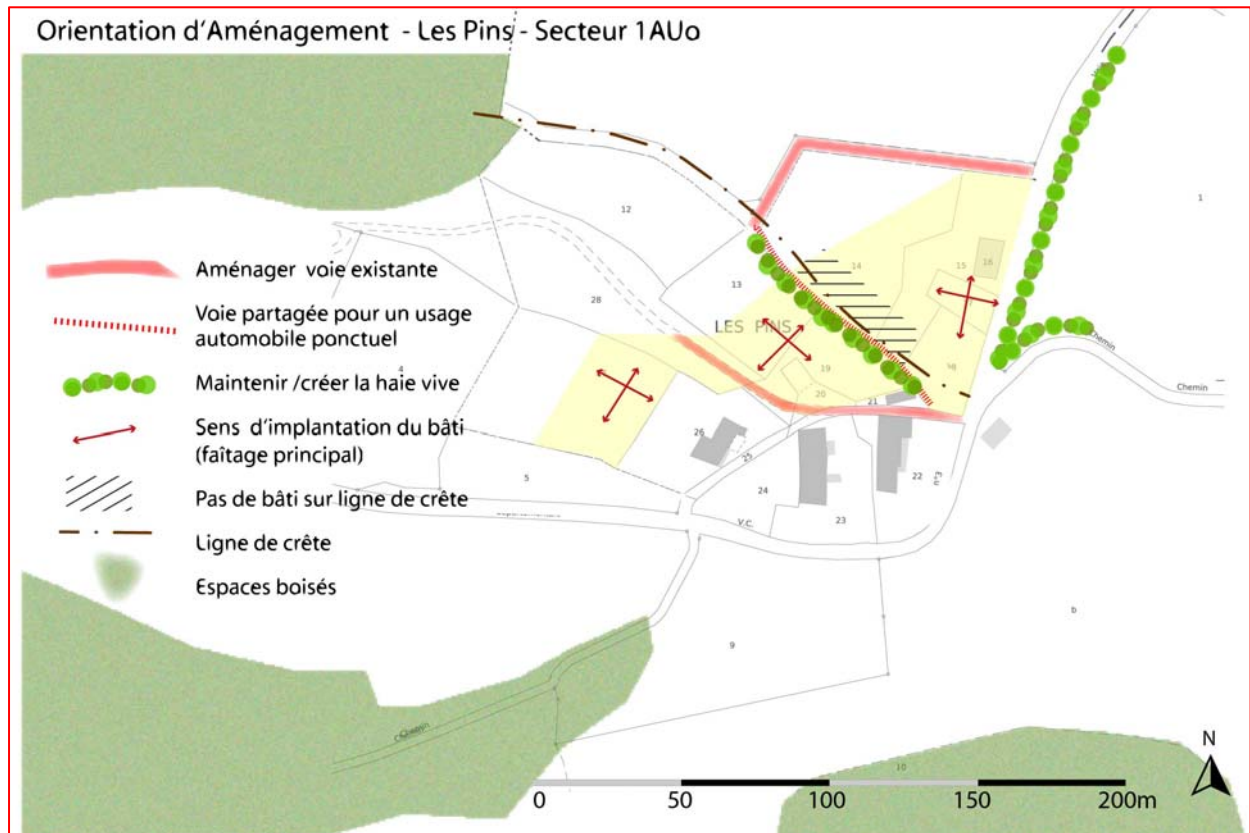 Orientation d'Aménagement - Les Pins - Secteur 1AUo
1
12
14
15
16
13
28
LES PINS
Aménager voie existante
Voie partagée pour un usage
automobile ponctuel
Maintenir /créer la haie vive
Sens d'implantation du bâti
(faîtage principal)
Pas de bâti sur ligne de crête
Ligne de crête
Espaces boisés
Chemin
Chemin
4
19
20
21
26
25
5
24
22
23
V.C.
9
b
10
N
0 50 100 150 200m